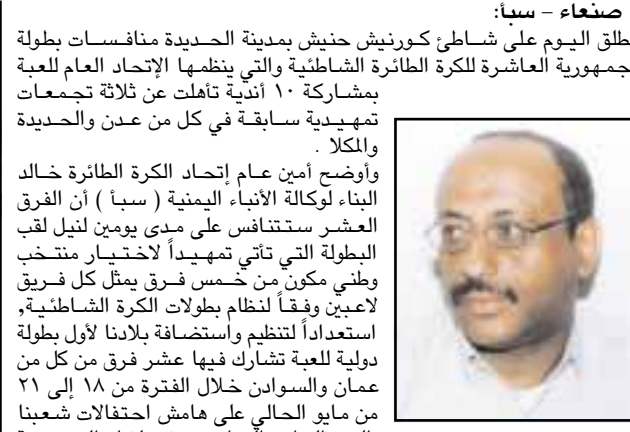 صنعاء – سبأ:
طلق اليوم على شاطئ كورنيش حنيش بمدينة الحديدة منافسات بطولة
جمهورية العاشرة للكرة الطائرة الشاطئية والتي ينظمها الإتحاد العام للعبة
بمشاركة ١٠ أندية تأهلت عن ثلاثة تجمعات
تمهيدية سابقة في كل من عدن والحديدة
والمكلا .
وأوضح أمين عام إتحاد الكرة الطائرة خالد
البناء لوكالة الأنباء اليمنية ( سبأ ) أن الفرق
العشر ستتنافس على مدى يومين لنيل لقب
البطولة التي تأتي تمهيداً لاختيار منتخب
وطني مكون من خمس فرق يمثل كل فريق
لاعبين وفقاً لنظام بطولات الكرة الشاطئية,
استعداداً لتنظيم واستضافة بلادنا لأول بطولة
دولية للعبة تشارك فيها عشر فرق من كل من
عمان والسوادن خلال الفترة من ١٨ إلى ٢١
من مايو الحالي على هامش احتفالات شعبنا